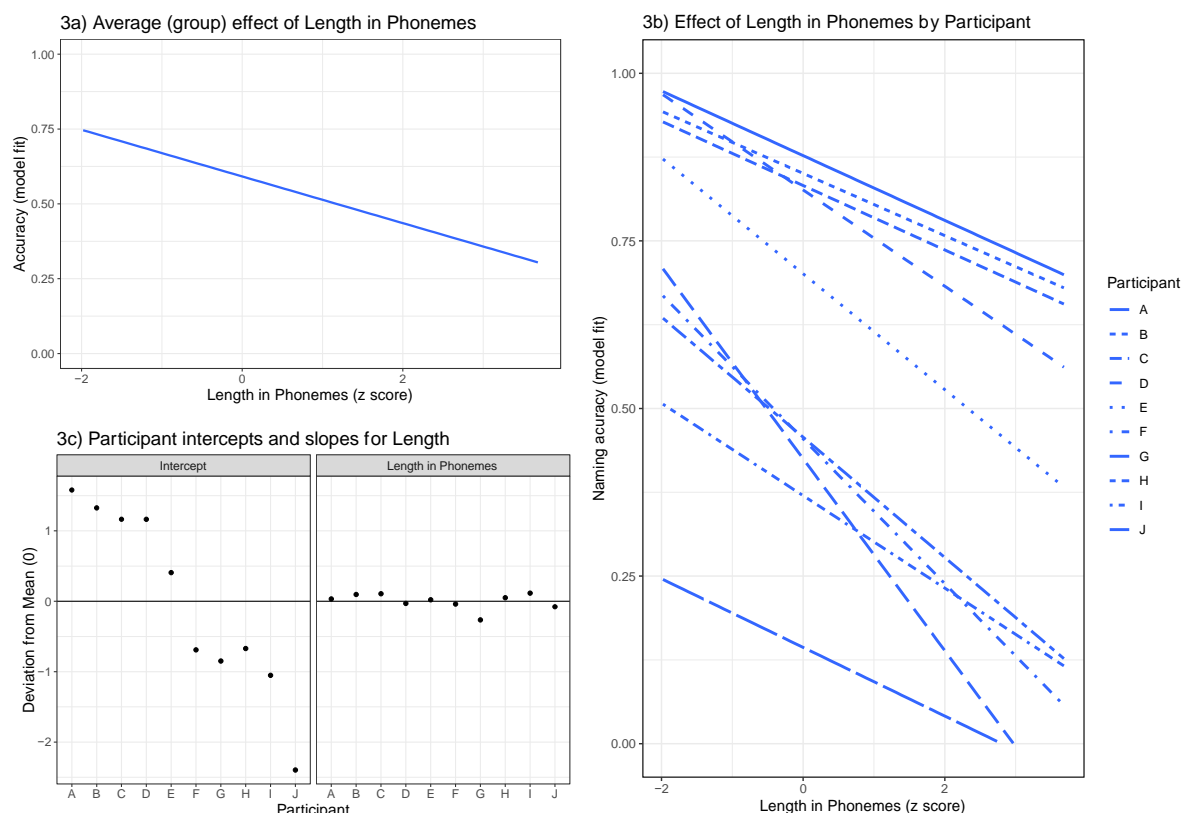 3a) Average (group) effect of Length in Phonemes
1.00
0.75
0.50
0.25
0.00
Accuracy (model fit)
−2
0
2
Length in Phonemes (z score)
3b) Effect of Length in Phonemes by Participant
1.00
0.75
0.50
0.25
0.00
Naming acuracy (model fit)
−2
0
2
Length in Phonemes (z score)
Participant
A
B
C
D
E
F
G
H
I
J
3c) Participant intercepts and slopes for Length
Intercept
Length in Phonemes
1
0
−1
−2
Deviation from Mean (0)
A B C D E F G H I J
A B C D E F G H I J
Participant